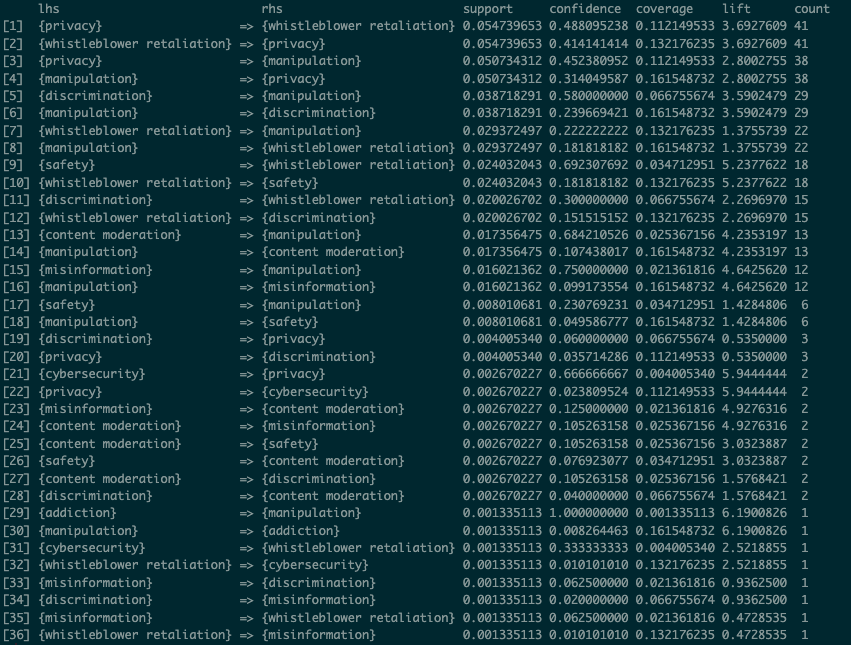 lhs rhs support confidence coverage lift count
[1] {privacy} => {whistleblower retaliation} 0.054739653 0.488095238 0.112149533 3.6927609 41
[2] {whistleblower retaliation} => {privacy} 0.054739653 0.414141414 0.132176235 3.6927609 41
[3] {privacy} => {manipulation} 0.050734312 0.452380952 0.112149533 2.8002755 38
[4] {manipulation} => {privacy} 0.050734312 0.314049587 0.161548732 2.8002755 38
[5] {discrimination} => {manipulation} 0.038718291 0.580000000 0.066755674 3.5902479 29
[6] {manipulation} => {discrimination} 0.038718291 0.239669421 0.161548732 3.5902479 29
[7] {whistleblower retaliation} => {manipulation} 0.029372497 0.222222222 0.132176235 1.3755739 22
[8] {manipulation} => {whistleblower retaliation} 0.029372497 0.181818182 0.161548732 1.3755739 22
[9] {safety} => {whistleblower retaliation} 0.024032043 0.692307692 0.034712951 5.2377622 18
[10] {whistleblower retaliation} => {safety} 0.024032043 0.181818182 0.132176235 5.2377622 18
[11] {discrimination} => {whistleblower retaliation} 0.020026702 0.300000000 0.066755674 2.2696970 15
[12] {whistleblower retaliation} => {discrimination} 0.020026702 0.151515152 0.132176235 2.2696970 15
[13] {content moderation} => {manipulation} 0.017356475 0.684210526 0.025367156 4.2353197 13
[14] {manipulation} => {content moderation} 0.017356475 0.107438017 0.161548732 4.2353197 13
[15] {misinformation} => {manipulation} 0.016021362 0.750000000 0.021361816 4.6425620 12
[16] {manipulation} => {misinformation} 0.016021362 0.099173554 0.161548732 4.6425620 12
[17] {safety} => {manipulation} 0.008010681 0.230769231 0.034712951 1.4284806 6
[18] {manipulation} => {safety} 0.008010681 0.049586777 0.161548732 1.4284806 6
[19] {discrimination} => {privacy} 0.004005340 0.060000000 0.066755674 0.5350000 3
[20] {privacy} => {discrimination} 0.004005340 0.035714286 0.112149533 0.5350000 3
[21] {cybersecurity} => {privacy} 0.002670227 0.666666667 0.004005340 5.9444444 2
[22] {privacy} => {cybersecurity} 0.002670227 0.023809524 0.112149533 5.9444444 2
[23] {misinformation} => {content moderation} 0.002670227 0.125000000 0.021361816 4.9276316 2
[24] {content moderation} => {misinformation} 0.002670227 0.105263158 0.025367156 4.9276316 2
[25] {content moderation} => {safety} 0.002670227 0.105263158 0.025367156 3.0323887 2
[26] {safety} => {content moderation} 0.002670227 0.076923077 0.034712951 3.0323887 2
[27] {content moderation} => {discrimination} 0.002670227 0.105263158 0.025367156 1.5768421 2
[28] {discrimination} => {content moderation} 0.002670227 0.040000000 0.066755674 1.5768421 2
[29] {addiction} => {manipulation} 0.001335113 1.000000000 0.001335113 6.1900826 1
[30] {manipulation} => {addiction} 0.001335113 0.008264463 0.161548732 6.1900826 1
[31] {cybersecurity} => {whistleblower retaliation} 0.001335113 0.333333333 0.004005340 2.5218855 1
[32] {whistleblower retaliation} => {cybersecurity} 0.001335113 0.010101010 0.132176235 2.5218855 1
[33] {misinformation} => {discrimination} 0.001335113 0.062500000 0.021361816 0.9362500 1
[34] {discrimination} => {misinformation} 0.001335113 0.020000000 0.066755674 0.9362500 1
[35] {misinformation} => {whistleblower retaliation} 0.001335113 0.062500000 0.021361816 0.4728535 1
[36] {whistleblower retaliation} => {misinformation} 0.001335113 0.010101010 0.132176235 0.4728535 1